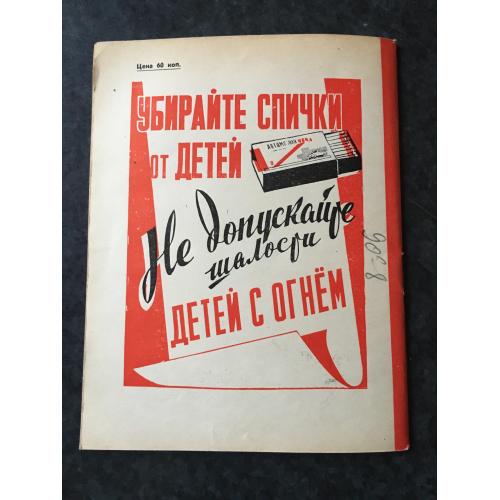 Цена 60 коп.
УБИРАЙТЕ СПИЧКИ
ОТ ДЕТЕЙ
Не допускайте
шалости
ДЕТЕЙ С ОГНЁМ